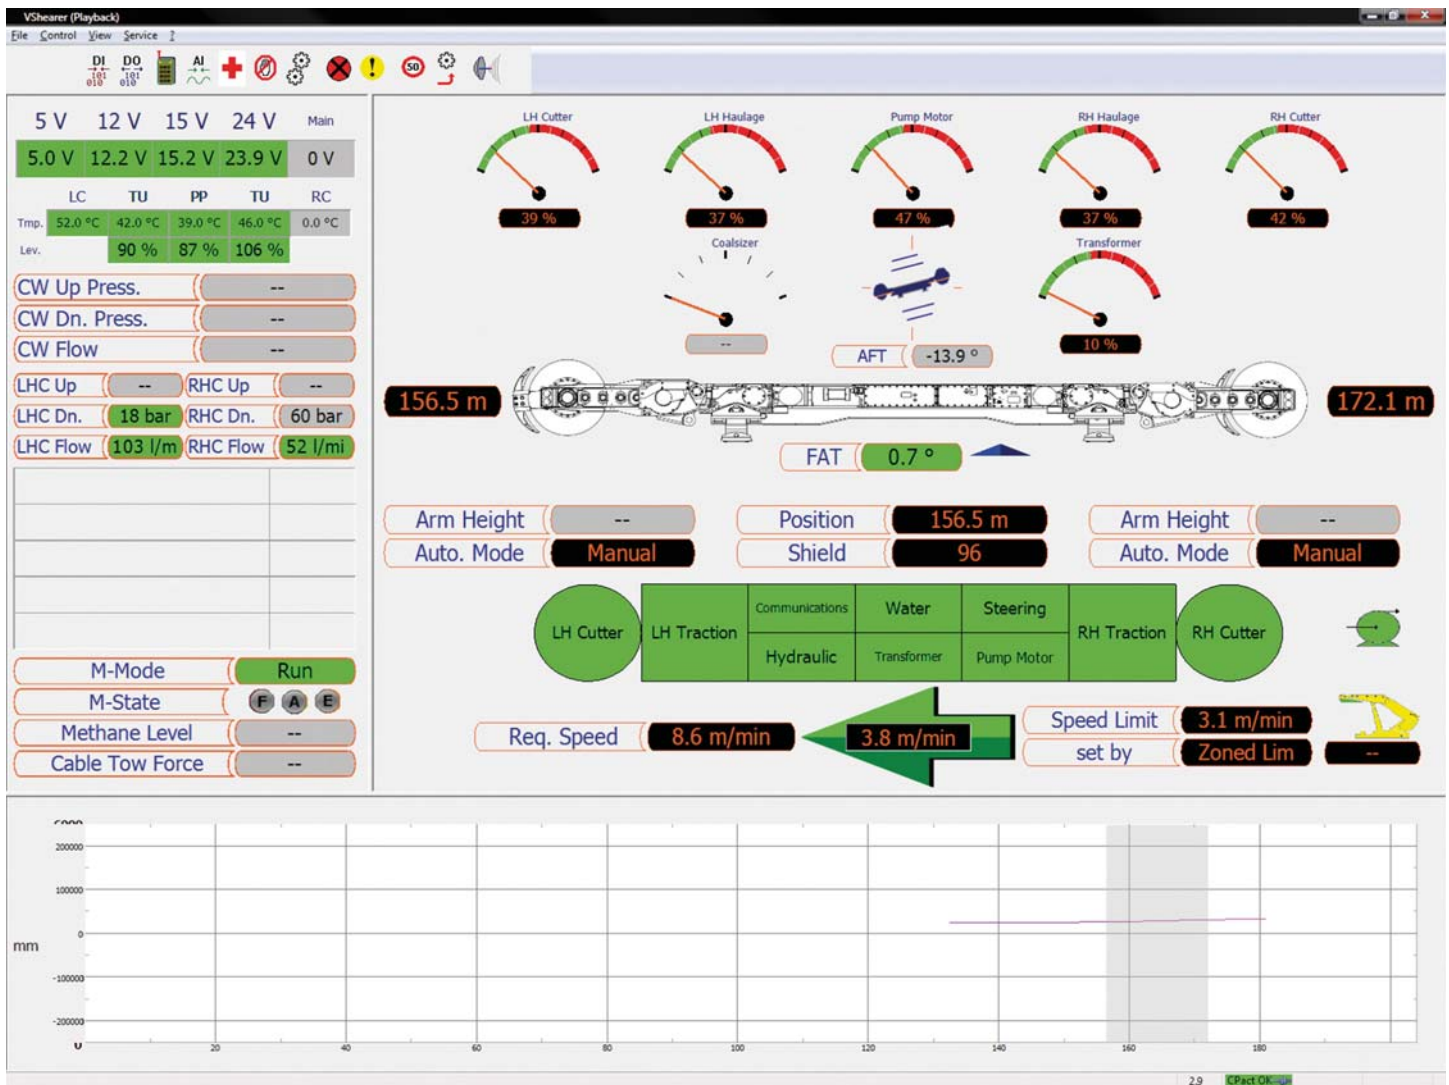 VShearer (Playback)
File Control View Service ?
DI DO AI
101 101
010 010 50
5 V 12 V 15 V 24 V Main
5.0 V 12.2 V 15.2 V 23.9 V 0 V
LC TU PP TU RC
Tmp. 52.0 °C 42.0 °C 39.0 °C 46.0 °C 0.0 °C
Lev. 90 % 87 % 106 %
CW Up Press. --
CW Dn. Press. --
CW Flow --
LHC Up -- RHC Up --
LHC Dn. 18 bar RHC Dn. 60 bar
LHC Flow 103 l/m RHC Flow 52 l/mi
M-Mode Run
M-State F A E
Methane Level --
Cable Tow Force --
LH Cutter LH Haulage Pump Motor RH Haulage RH Cutter
39 % 37 % 47 % 37 % 42 %
Coalsizer Transformer
-- 10 %
AFT -13.9 °
156.5 m 172.1 m
FAT 0.7 °
Arm Height -- Position 156.5 m Arm Height --
Auto. Mode Manual Shield 96 Auto. Mode Manual
LH Cutter LH Traction Communications Water Steering RH Traction RH Cutter
Hydraulic Transformer Pump Motor
Req. Speed 8.6 m/min 3.8 m/min Speed Limit 3.1 m/min
set by Zoned Lim --
200000
100000
0
mm
-100000
-200000
0 20 40 60 80 100 120 140 160 180
2.9 CPact OK